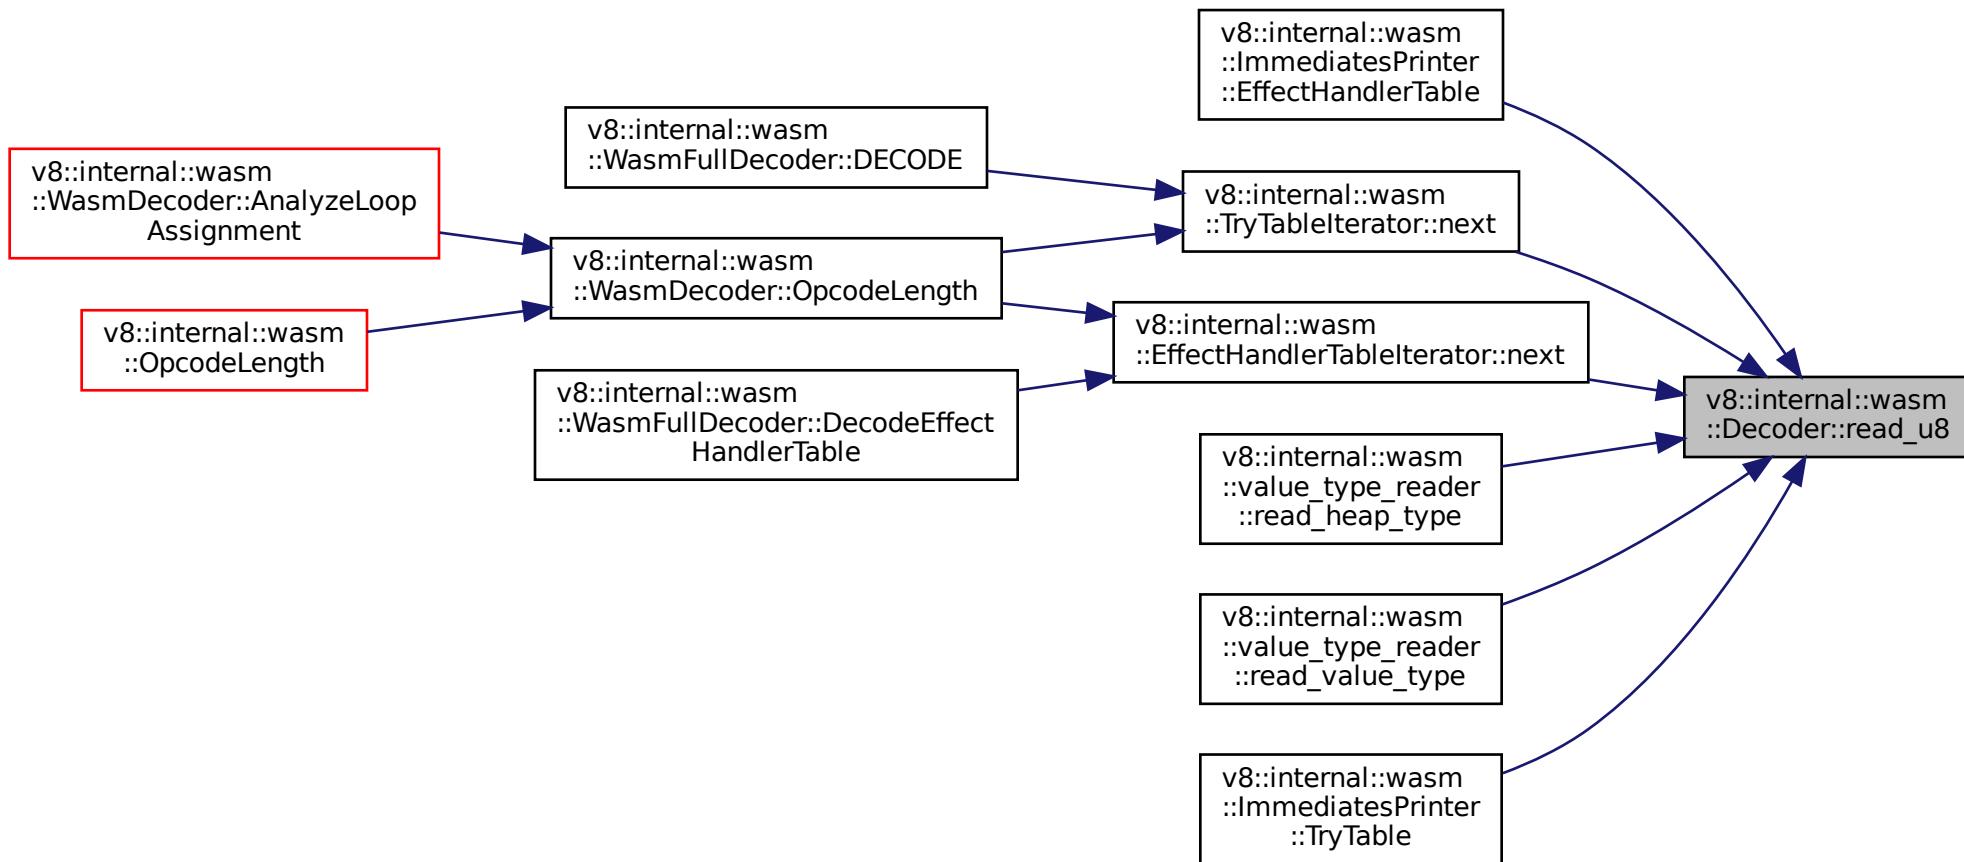 v8::internal::wasm
::ImmediatesPrinter
::EffectHandlerTable
v8::internal::wasm
::WasmFullDecoder::DECODE
v8::internal::wasm
::WasmDecoder::AnalyzeLoop
Assignment
v8::internal::wasm
::TryTableIterator::next
v8::internal::wasm
::WasmDecoder::OpcodeLength
v8::internal::wasm
::OpcodeLength
v8::internal::wasm
::EffectHandlerTableIterator::next
v8::internal::wasm
::WasmFullDecoder::DecodeEffect
HandlerTable
v8::internal::wasm
::Decoder::read_u8
v8::internal::wasm
::value_type_reader
::read_heap_type
v8::internal::wasm
::value_type_reader
::read_value_type
v8::internal::wasm
::ImmediatesPrinter
::TryTable